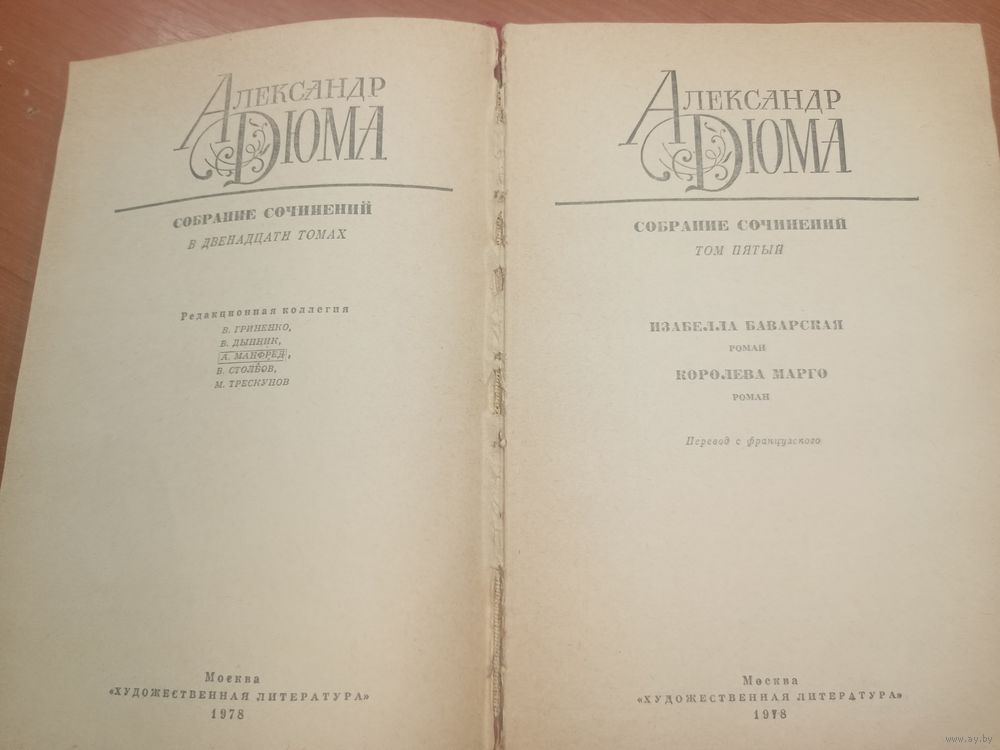 АЛЕКСАНДР
ДЮМА
СОБРАНИЕ СОЧИНЕНИЙ
В ДВЕНАДЦАТИ ТОМАХ
Редакционная коллегия
В. ГРИНЕНКО,
В. ДЫННИК,
А. МАНФРЕД,
В. СТОЛБОВ,
М. ТРЕСКУНОВ
Москва
«ХУДОЖЕСТВЕННАЯ ЛИТЕРАТУРА»
1978
АЛЕКСАНДР
ДЮМА
СОБРАНИЕ СОЧИНЕНИЙ
ТОМ ПЯТЫЙ
ИЗАБЕЛЛА БАВАРСКАЯ
РОМАН
КОРОЛЕВА МАРГО
РОМАН
Перевод с французского
Москва
«ХУДОЖЕСТВЕННАЯ ЛИТЕРАТУРА»
1978
www.ay.by